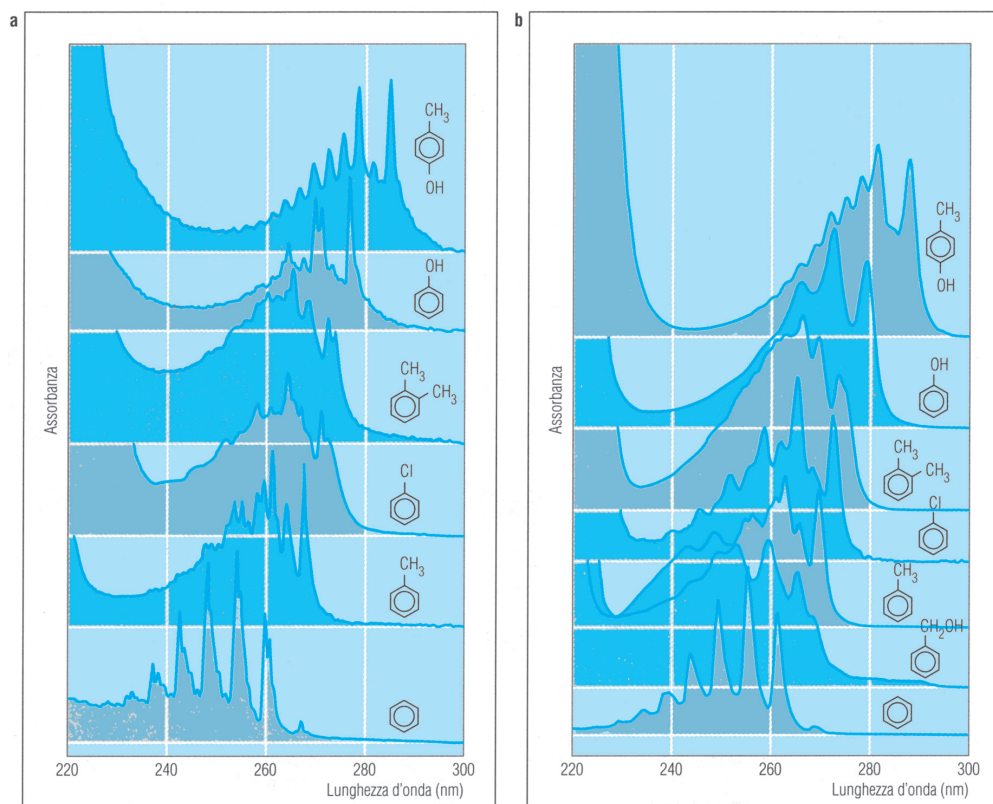 a
Assorbanza
CH3
OH
OH
CH3
CH3
Cl
CH3
220 240 260 280 300
Lunghezza d'onda (nm)
b
Assorbanza
CH3
OH
OH
CH3
CH3
Cl
CH3
CH2OH
220 240 260 280 300
Lunghezza d'onda (nm)